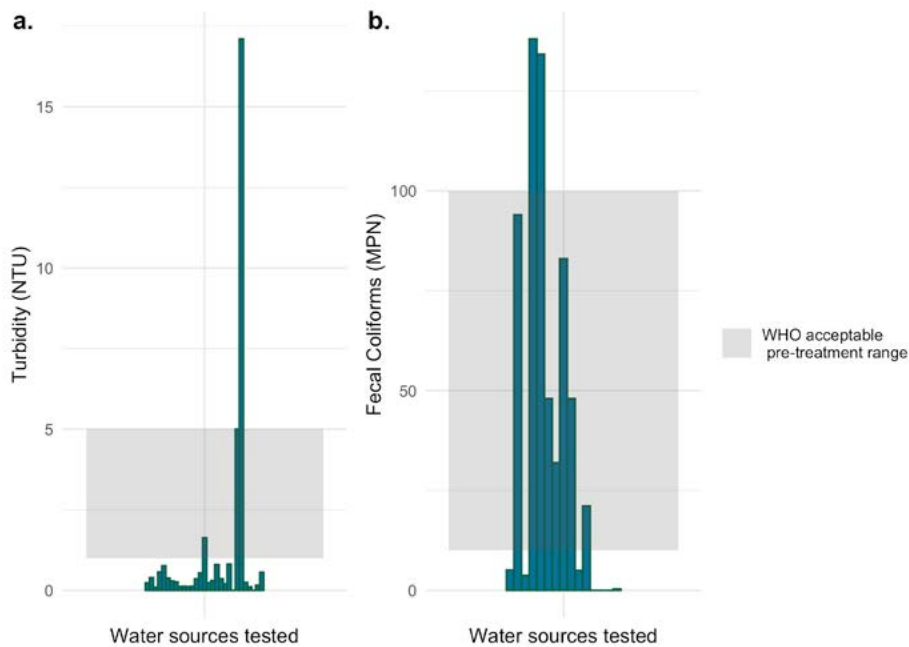 a.
Turbidity (NTU)
15
10
5
0
Water sources tested
b.
Fecal Coliforms (MPN)
100
50
0
Water sources tested
WHO acceptable
pre-treatment range